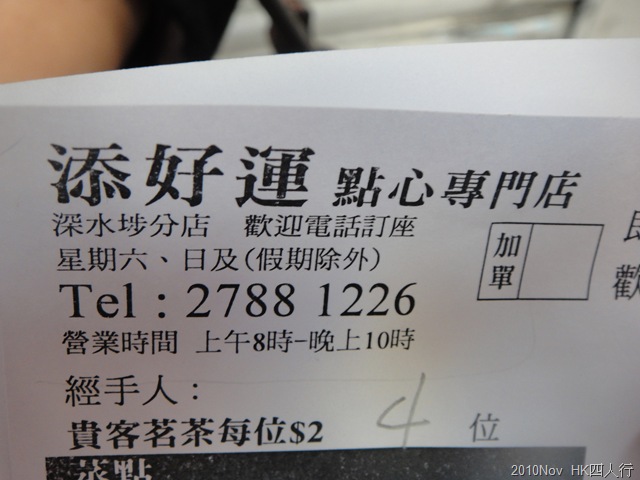 添好運 點心專門店
深水埗分店 歡迎電話訂座
星期六、日及(假期除外)
Tel : 2788 1226
營業時間 上午8時-晚上10時
加單
經手人：
貴客茗茶每位$2 4 位
蒸點
2010Nov HK四人行